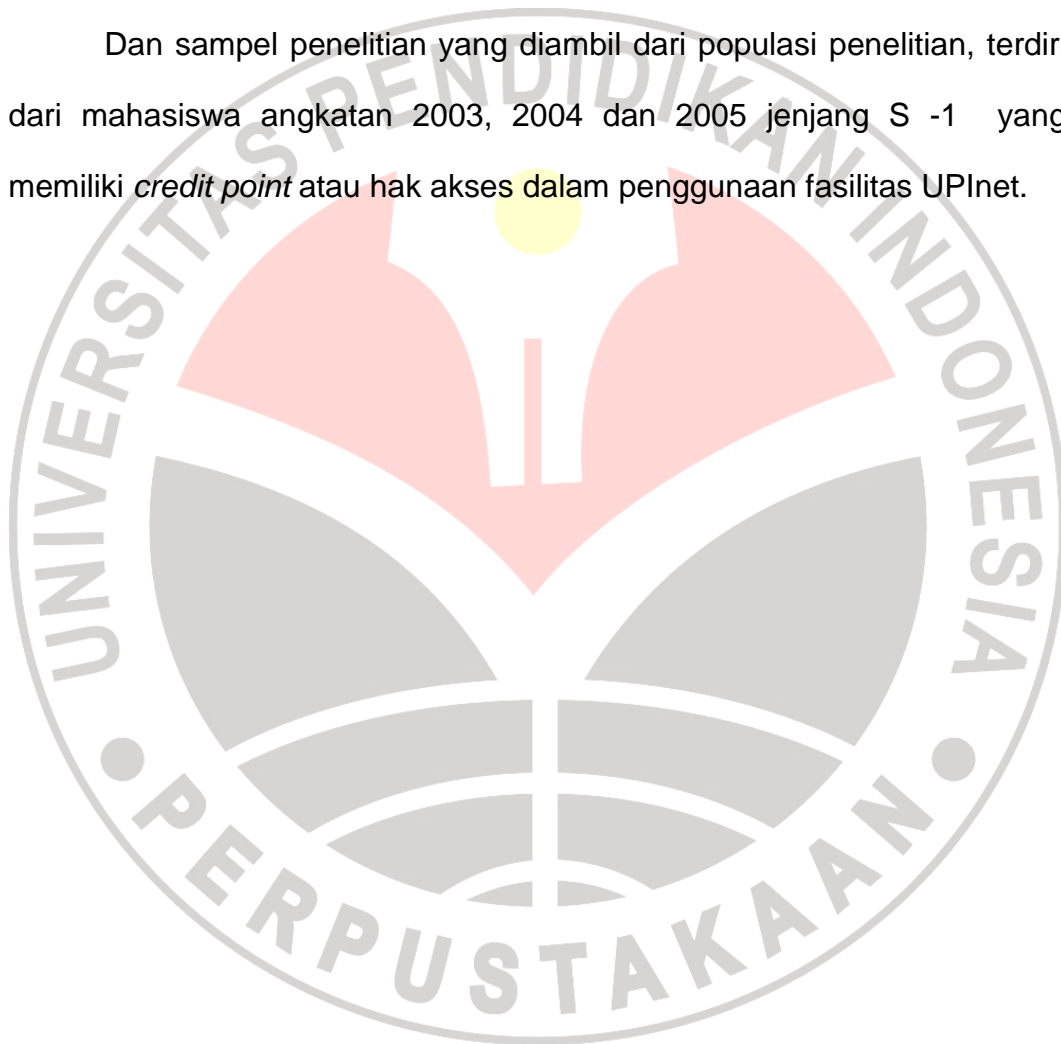 Dan sampel penelitian yang diambil dari populasi penelitian, terdir
dari mahasiswa angkatan 2003, 2004 dan 2005 jenjang S -1 yang
memiliki credit point atau hak akses dalam penggunaan fasilitas UPInet.
UNIVERSITAS PENDIDIKAN INDONESIA
PERPUSTAKAAN